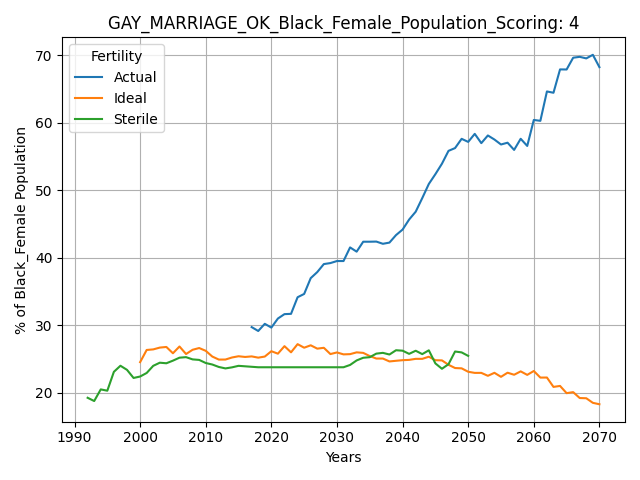 GAY_MARRIAGE_OK_Black_Female_Population_Scoring: 4
Fertility
Actual
Ideal
Sterile
% of Black_Female Population
70
60
50
40
30
20
1990 2000 2010 2020 2030 2040 2050 2060 2070
Years